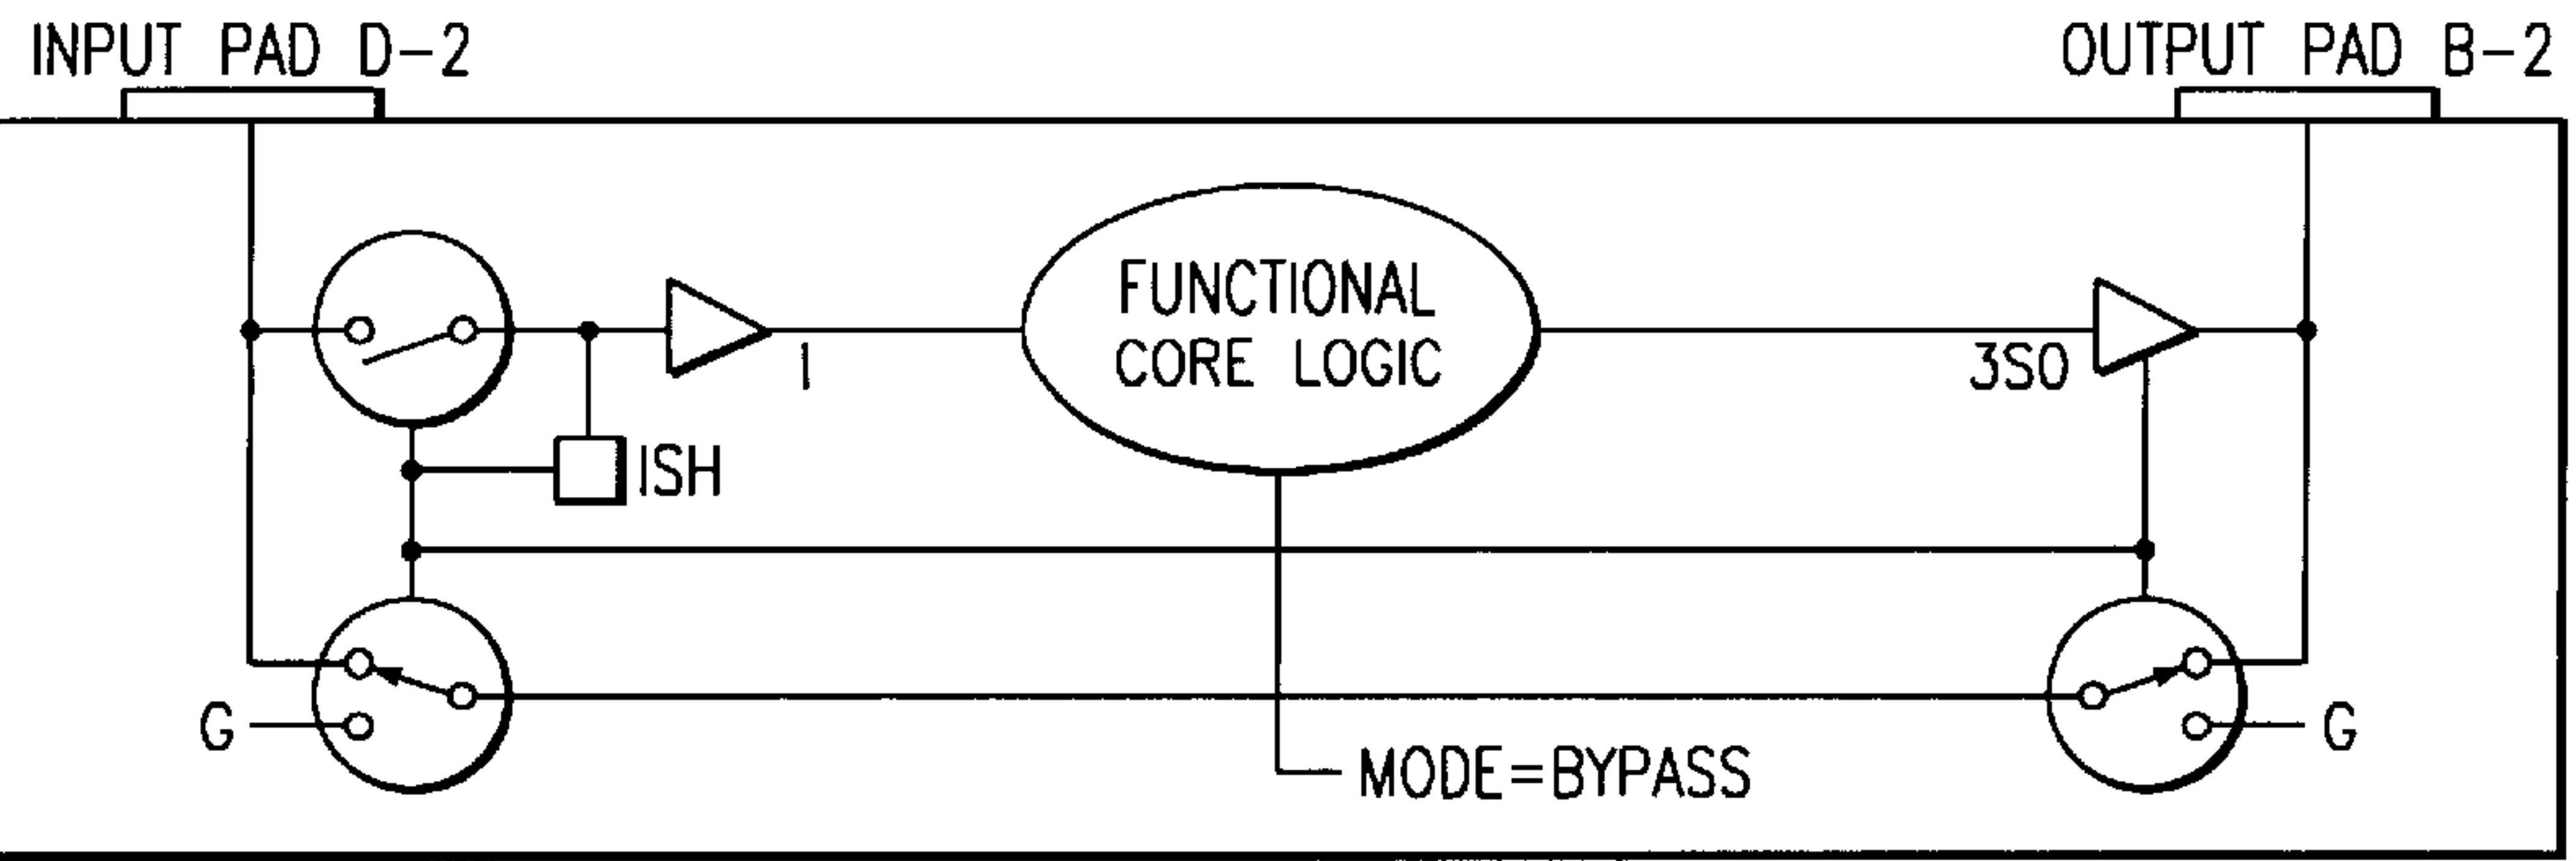 INPUT PAD D-2
OUTPUT PAD B-2
FUNCTIONAL
CORE LOGIC
I
3SO
ISH
G
G
MODE=BYPASS